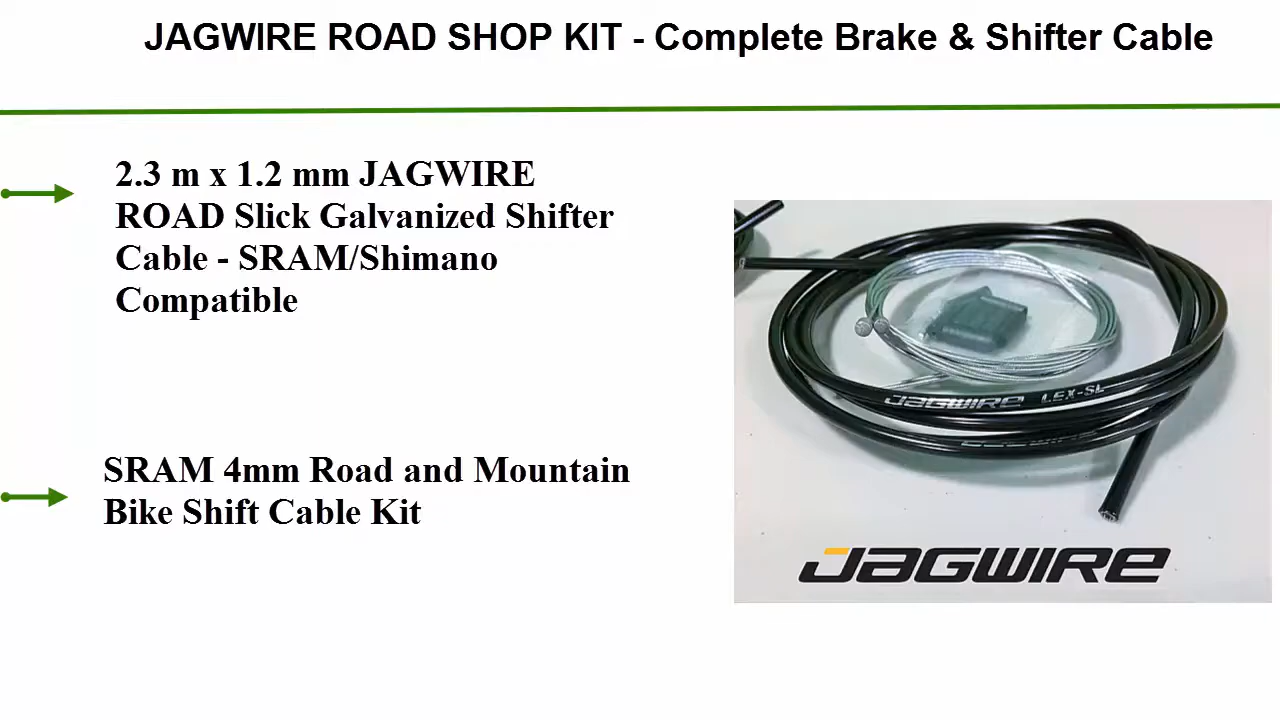 JAGWIRE ROAD SHOP KIT - Complete Brake & Shifter Cable
2.3 m x 1.2 mm JAGWIRE
ROAD Slick Galvanized Shifter
Cable - SRAM/Shimano
Compatible
SRAM 4mm Road and Mountain
Bike Shift Cable Kit
JAGWIRE LEX-SL
JAGWIRE